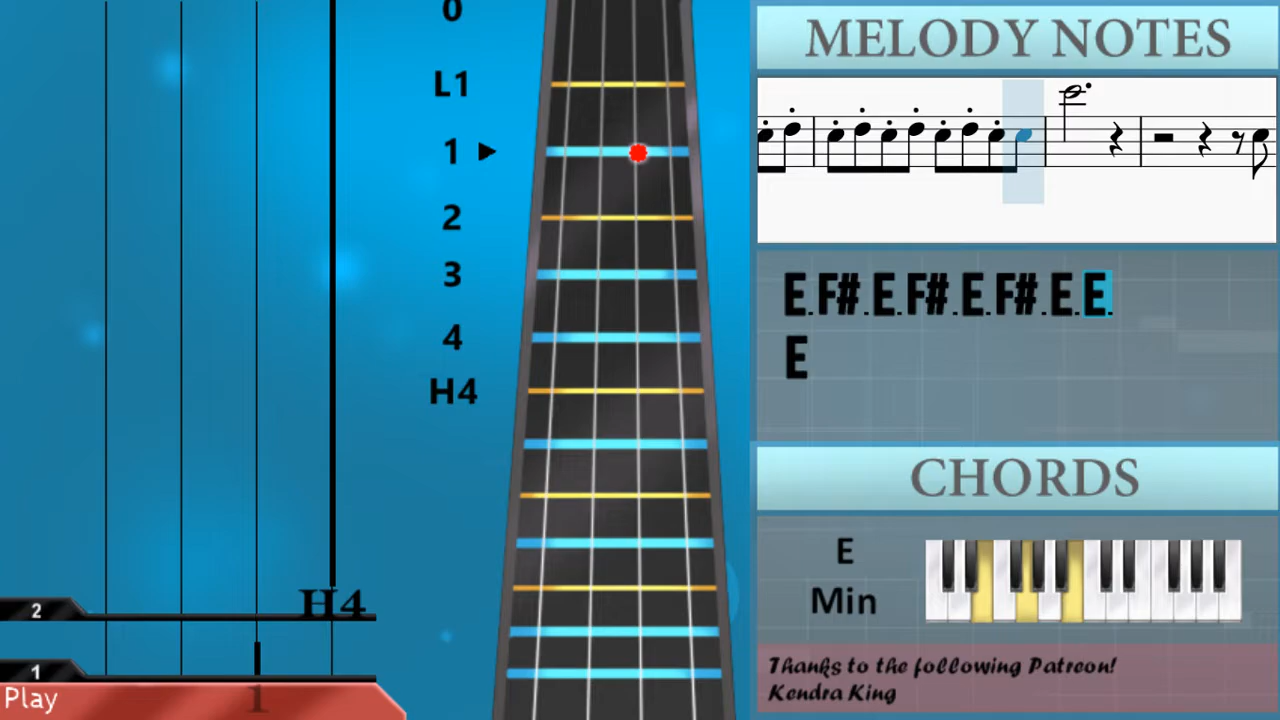 0
L1
1
2
3
4
H4
H4
2
1
Play
1
MELODY NOTES
E.F#.E.F#.E.F#.E.E.
E
CHORDS
E
Min
Thanks to the following Patreon!
Kendra King